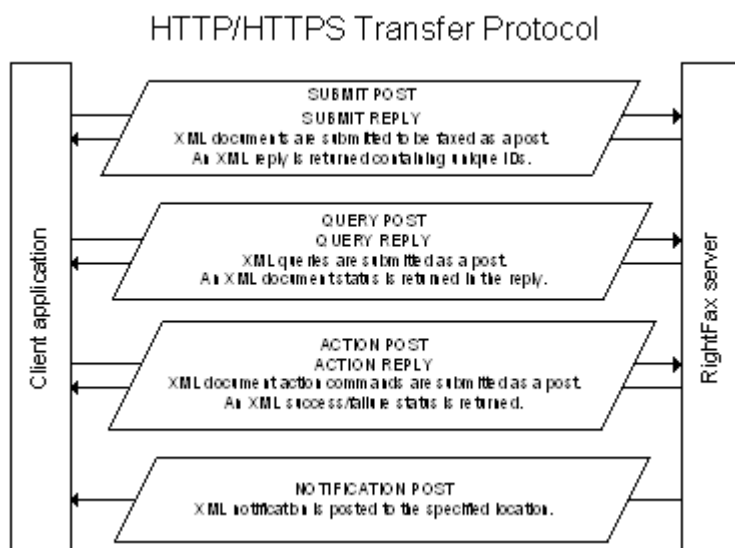 HTTP/HTTPS Transfer Protocol
Client application
SUBMIT POST
SUBMIT REPLY
XML documents are submitted to be faxed as a post.
An XML reply is returned containing unique IDs.
QUERY POST
QUERY REPLY
XML queries are submitted as a post.
An XML document status is returned in the reply.
ACTION POST
ACTION REPLY
XML document action commands are submitted as a post.
An XML success/failure status is returned.
NOTIFICATION POST
XML notification is posted to the specified location.
RightFax server